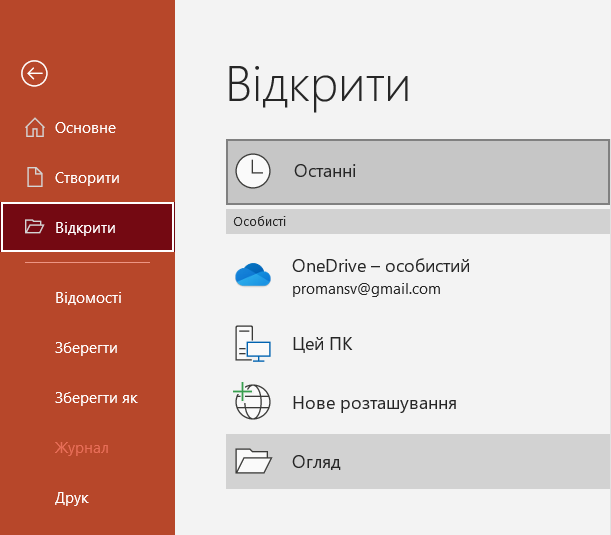 Основне
Створити
Відкрити
Відомості
Зберегти
Зберегти як
Журнал
Друк
Відкрити
Останні
Особисті
OneDrive – особистий
promansv@gmail.com
Цей ПК
Нове розташування
Огляд